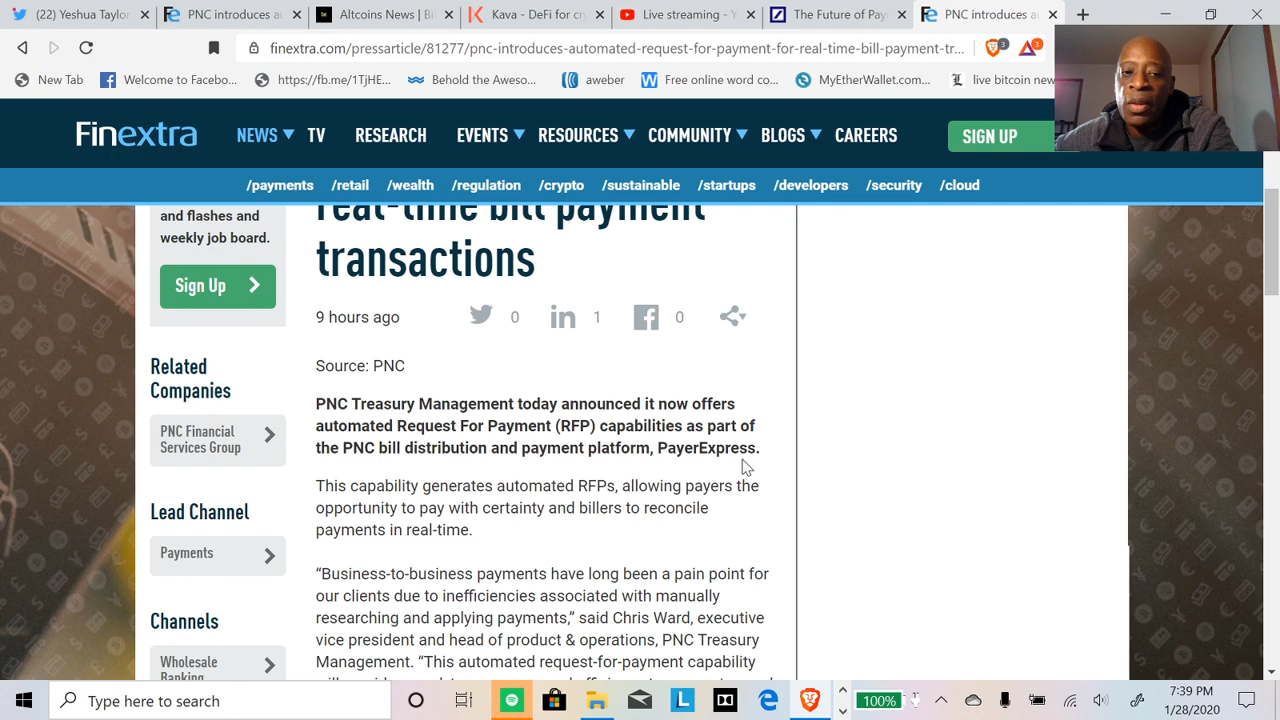 (22) Yeshua Taylor
PNC introduces a
Altcoins News | Bi
Kava - DeFi for cr
Live streaming - Y
The Future of Pay
PNC introduces a
finextra.com/pressarticle/81277/pnc-introduces-automated-request-for-payment-for-real-time-bill-payment-tr...
3
3
New Tab
Welcome to Facebo...
https://fb.me/1TjHE...
Behold the Aweso...
aweber
Free online word co...
MyEtherWallet.com...
live bitcoin new
Finextra
NEWS
TV
RESEARCH
EVENTS
RESOURCES
COMMUNITY
BLOGS
CAREERS
SIGN UP
/payments
/retail
/wealth
/regulation
/crypto
/sustainable
/startups
/developers
/security
/cloud
and flashes and
weekly job board.
Sign Up
Related
Companies
PNC Financial
Services Group
Lead Channel
Payments
Channels
Wholesale
Banking
real-time bill payment
transactions
9 hours ago
0
1
0
Source: PNC
PNC Treasury Management today announced it now offers
automated Request For Payment (RFP) capabilities as part of
the PNC bill distribution and payment platform, PayerExpress.
This capability generates automated RFPs, allowing payers the
opportunity to pay with certainty and billers to reconcile
payments in real-time.
“Business-to-business payments have long been a pain point for
our clients due to inefficiencies associated with manually
researching and applying payments,” said Chris Ward, executive
vice president and head of product & operations, PNC Treasury
Management. “This automated request-for-payment capability
Type here to search
100%
7:39 PM
1/28/2020